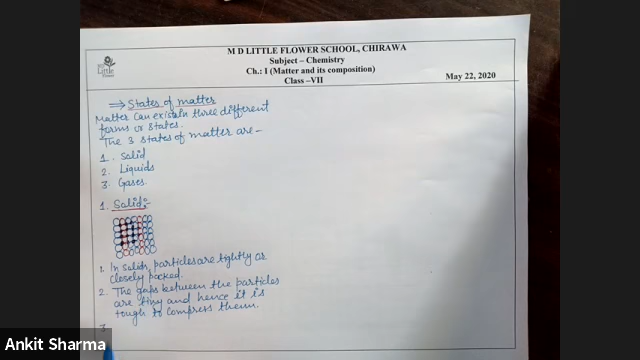 M D LITTLE FLOWER SCHOOL, CHIRAWA
Subject – Chemistry
Ch.: I (Matter and its composition)
Class –VII
May 22, 2020
Little
Flower
⇒ States of matter
Matter can exist in three different
forms or states.
The 3 states of matter are –
1. Solid
2. Liquids
3. Gases.
1. Solid:-
1. In solids, particles are tightly or
closely packed.
2. The gaps between the particles
are tiny and hence it is
tough to compress them.
3
Ankit Sharma